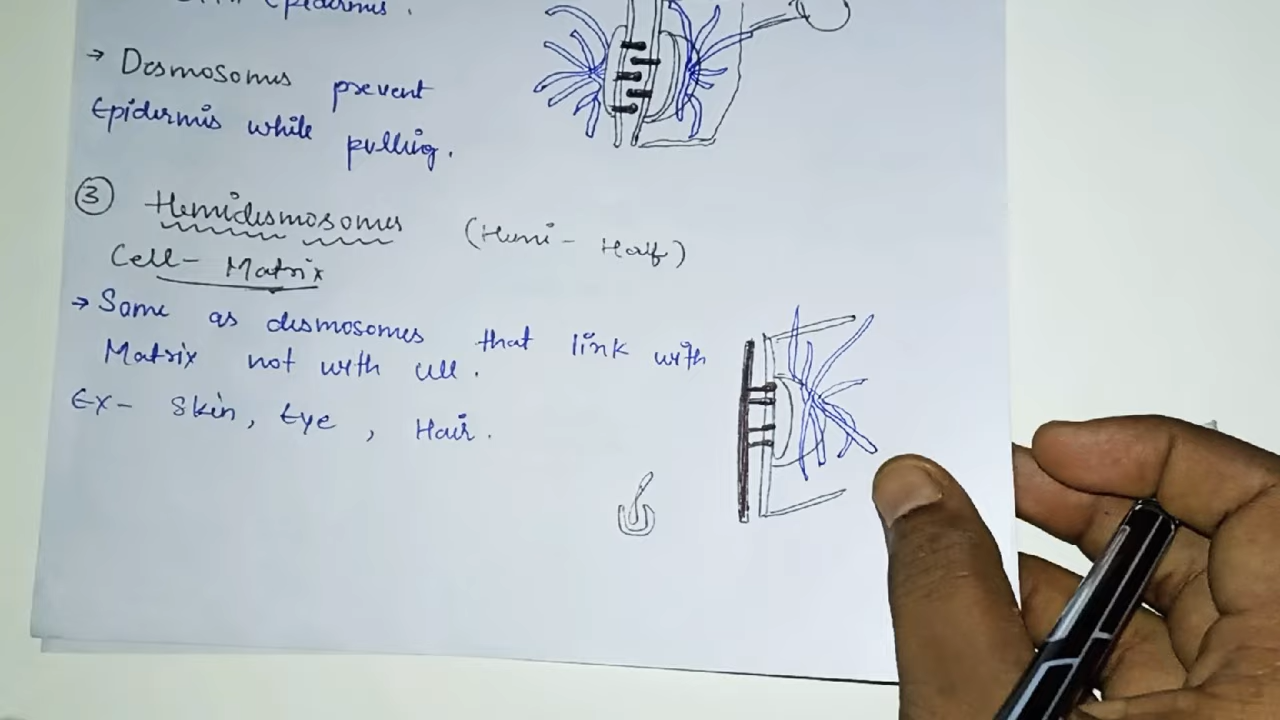 Epidermis.
→ Desmosomes prevent
Epidermis while pulling.
③ Hemidesmosomes (Hemi - Half)
Cell - Matrix
→ Same as desmosomes that link with
Matrix not with cell.
Ex - Skin, Eye, Hair.